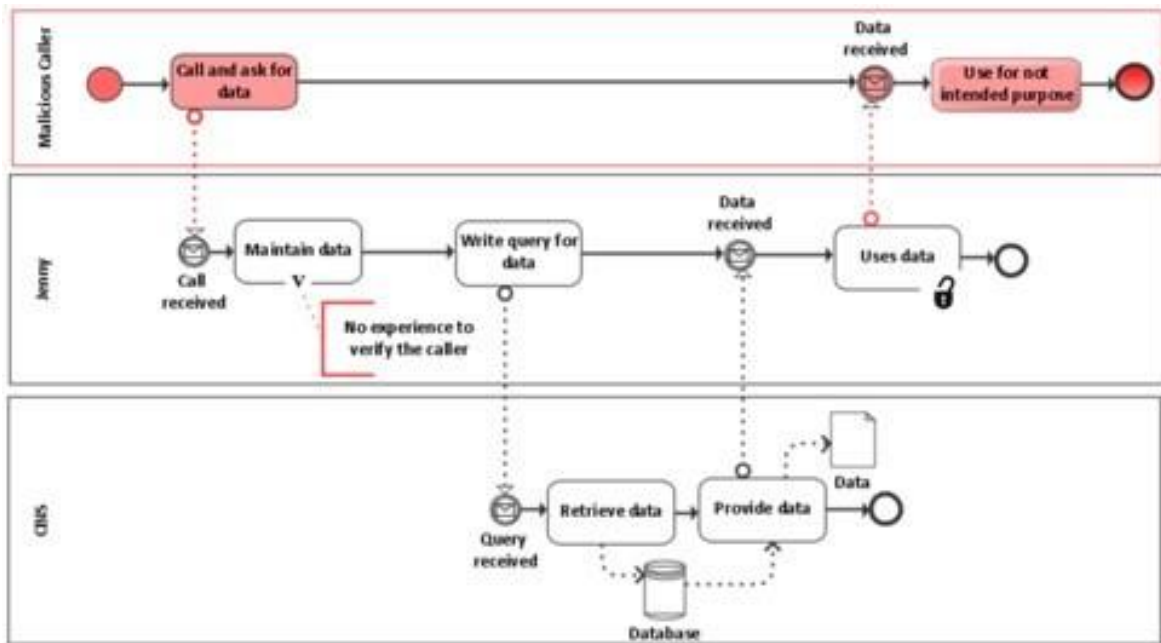 Malicious Caller
Call and ask for
data
Data
received
Use for not
intended purpose
Jenny
Call
received
Maintain data
V
No experience to
verify the caller
Write query for
data
Data
received
Uses data
CBIS
Query
received
Retrieve data
Provide data
Data
Database